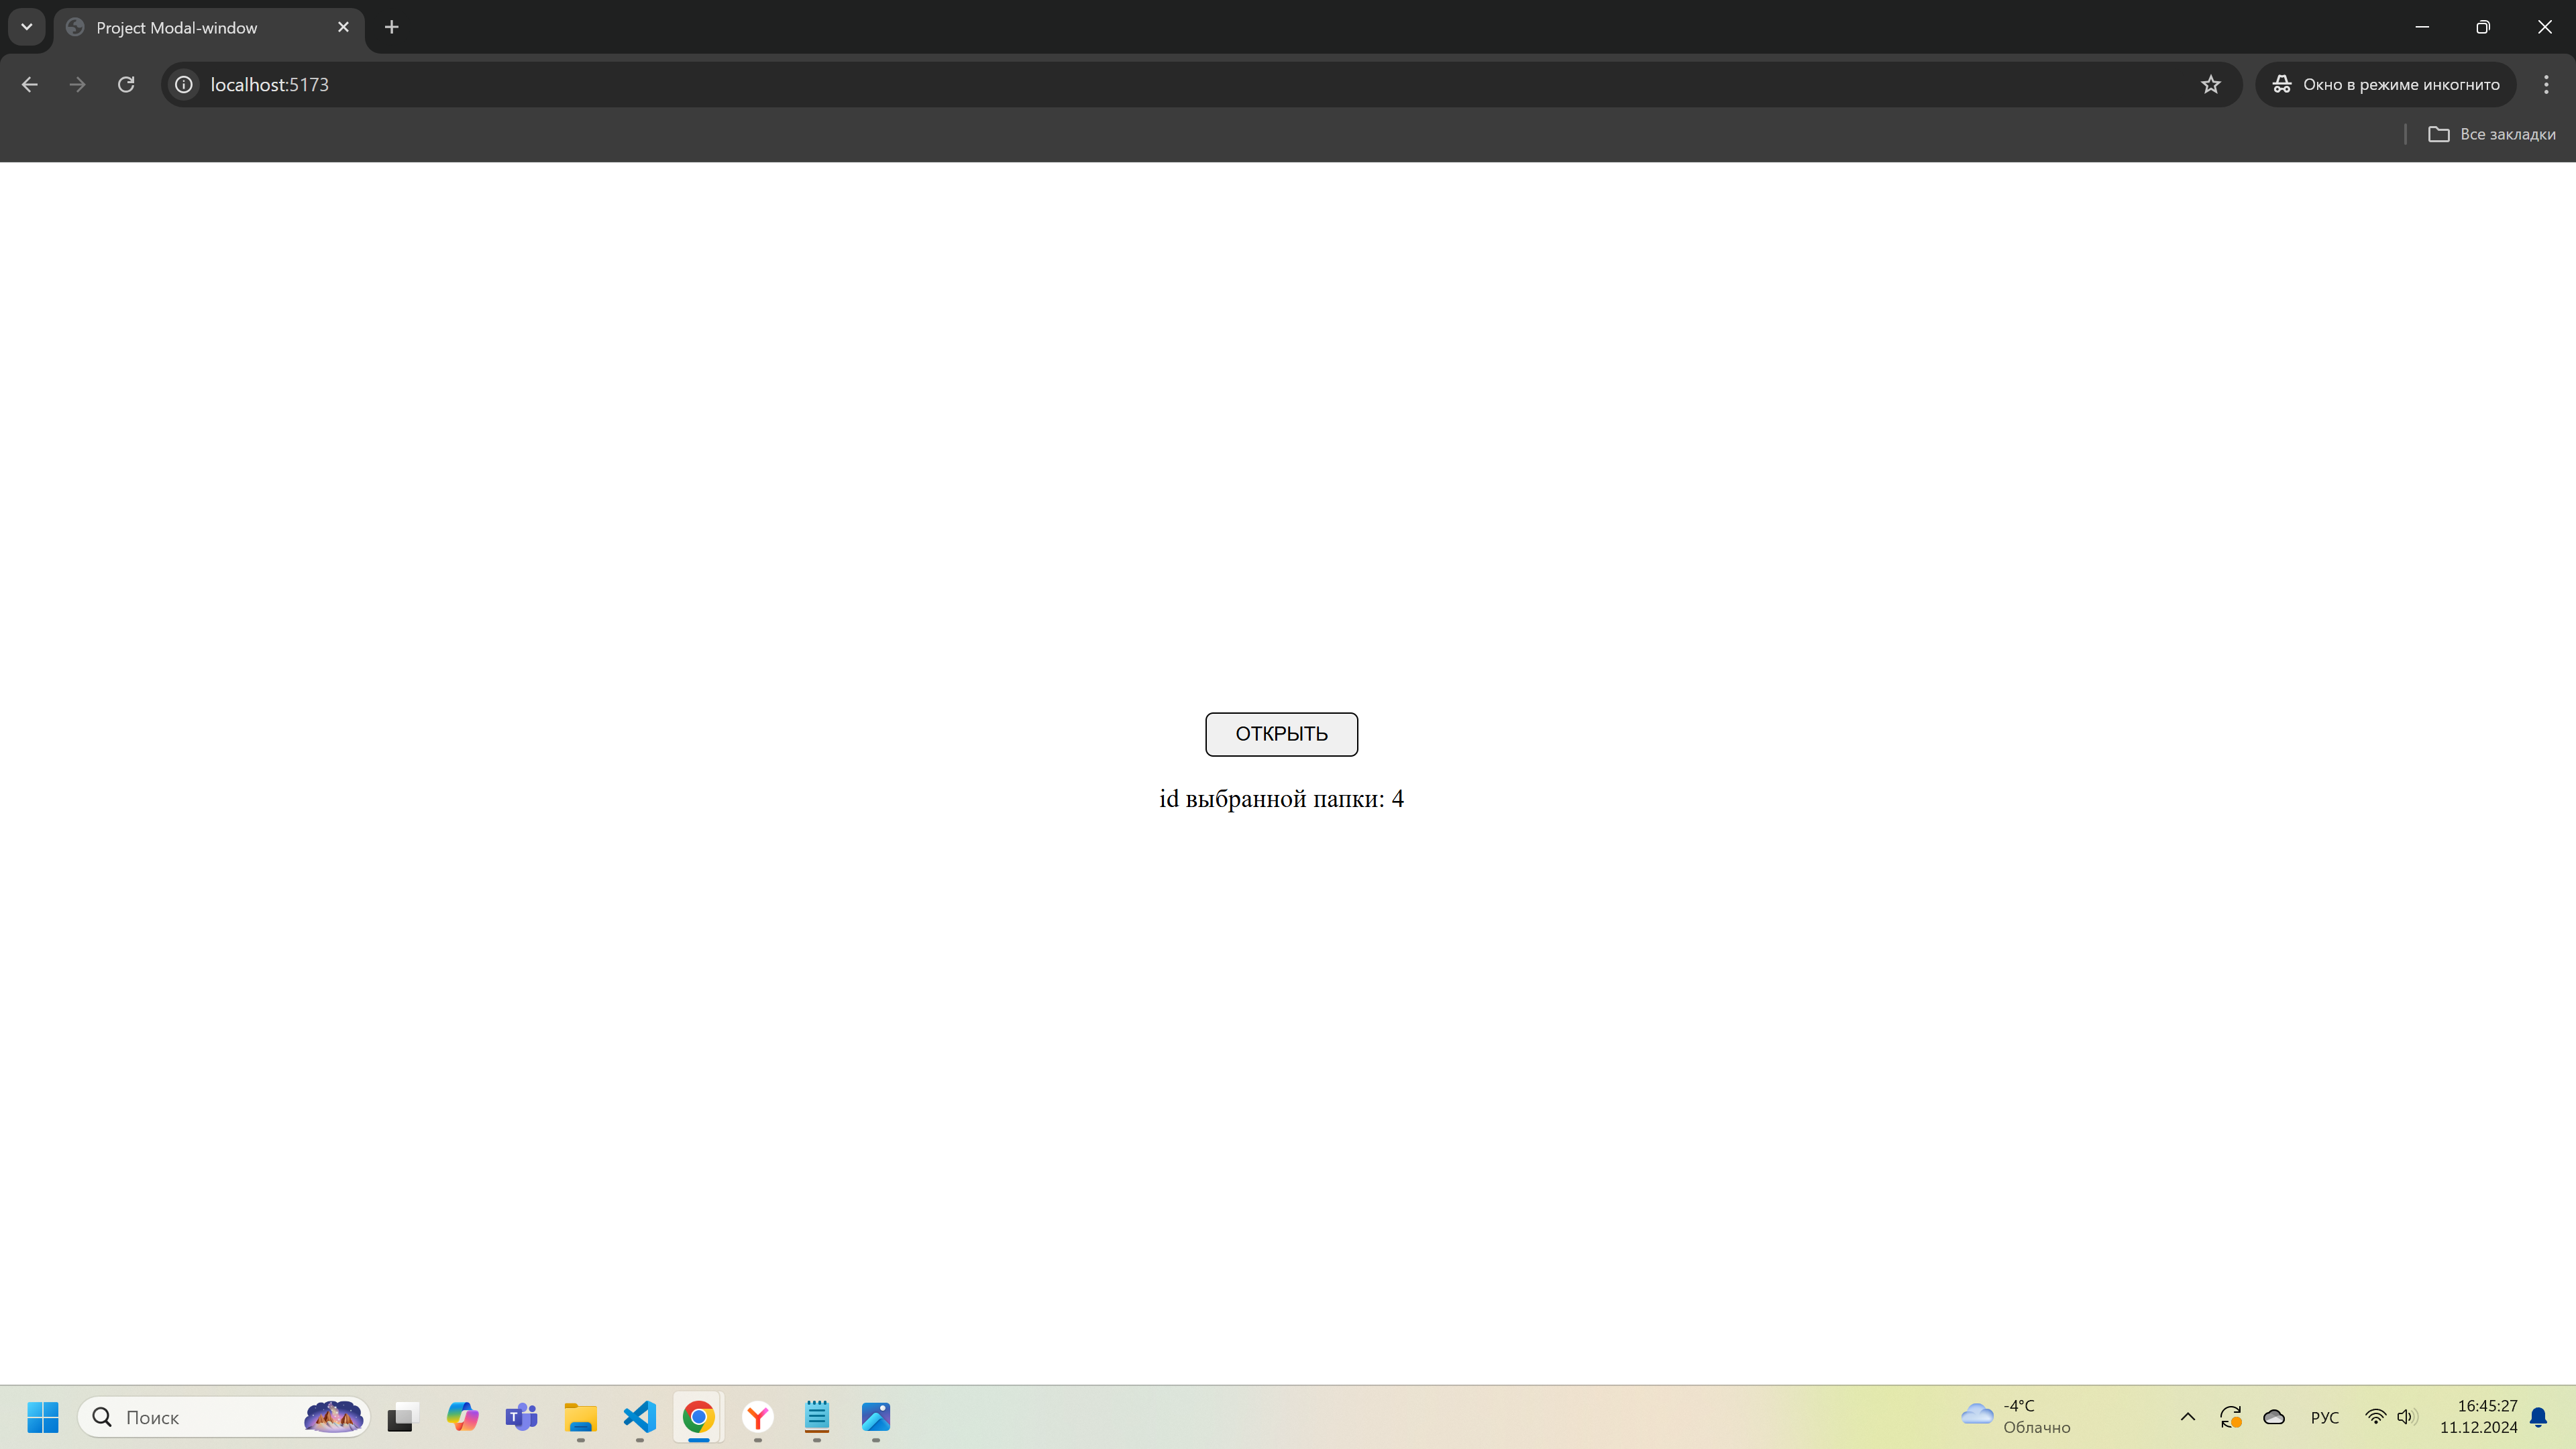 Project Modal-window
localhost:5173
Окно в режиме инкогнито
Все закладки
ОТКРЫТЬ
id выбранной папки: 4
Поиск
-4°C
Облачно
РУС
16:45:27
11.12.2024